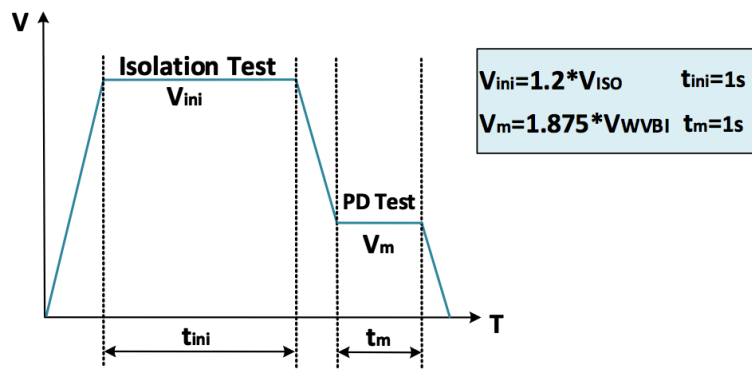 V
Isolation Test
Vini
Vini=1.2*VISO tini=1s
Vm=1.875*VWVBI tm=1s
PD Test
Vm
T
tini
tm